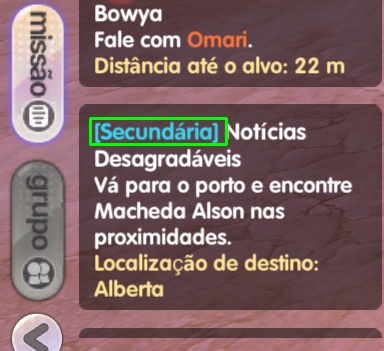 missão
grupo
Bowya
Fale com Omari.
Distância até o alvo: 22 m
[Secundária] Notícias
Desagradáveis
Vá para o porto e encontre
Macheda Alson nas
proximidades.
Localização de destino:
Alberta